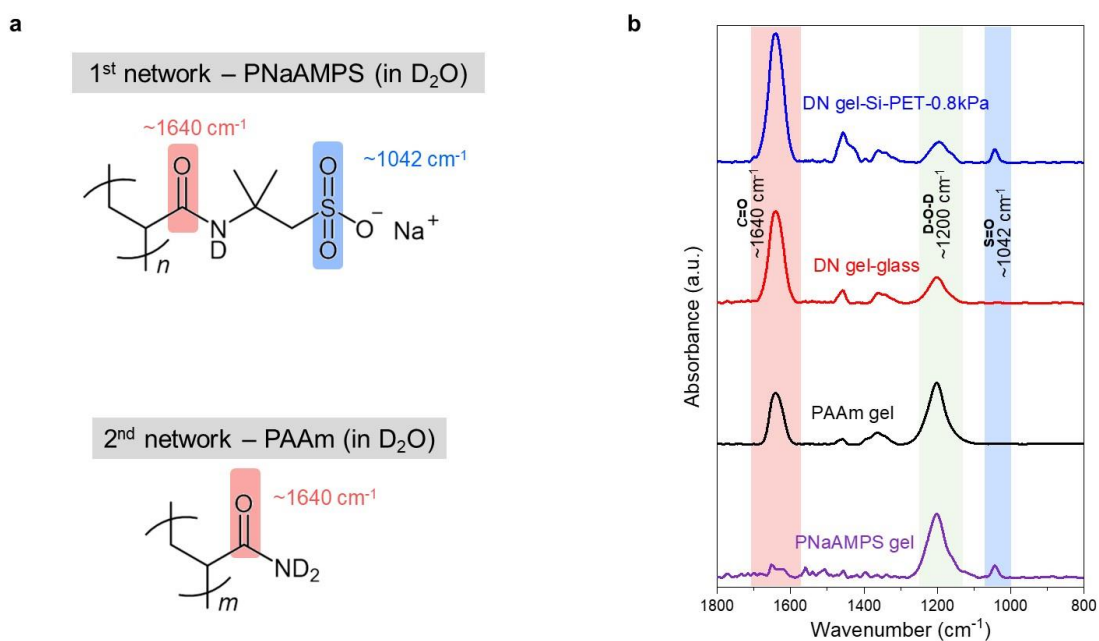 a
1st network – PNaAMPS (in D2O)
~1640 cm-1
~1042 cm-1
O
O
S
O
O− Na+
N
D
n
2nd network – PAAm (in D2O)
~1640 cm-1
O
ND2
m
b
DN gel-Si-PET-0.8kPa
C=O
~1640 cm-1
D-O-D
~1200 cm-1
S=O
~1042 cm-1
DN gel-glass
PAAm gel
PNaAMPS gel
Absorbance (a.u.)
1800 1600 1400 1200 1000 800
Wavenumber (cm-1)